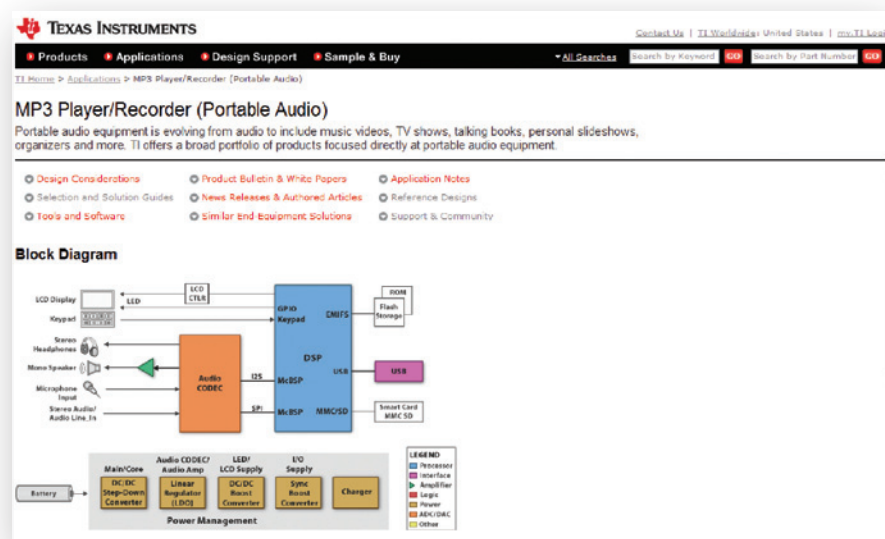 TEXAS INSTRUMENTS
Contact Us | TI Worldwide: United States | my.TI Logi
Products Applications Design Support Sample & Buy
All Searches Search by Keyword GO Search by Part Number GO
TI Home > Applications > MP3 Player/Recorder (Portable Audio)
MP3 Player/Recorder (Portable Audio)
Portable audio equipment is evolving from audio to include music videos, TV shows, talking books, personal slideshows,
organizers and more. TI offers a broad portfolio of products focused directly at portable audio equipment.
Design Considerations Product Bulletin & White Papers Application Notes
Selection and Solution Guides News Releases & Authored Articles Reference Designs
Tools and Software Similar End-Equipment Solutions Support & Community
Block Diagram
LCD Display
LED
LCD
CTLR
Keypad
GPIO
Keypad
EMIFS
ROM
Flash
Storage
Stereo
Headphones
Mono Speaker
Microphone
Input
Stereo Audio/
Audio Line_In
Audio
CODEC
I2S
SPI
McBSP
McBSP
DSP
USB
MMC/SD
USB
Smart Card
MMC SD
Battery
Main/Core
DC/DC
Step-Down
Converter
Audio CODEC/
Audio Amp
Linear
Regulator
(LDO)
LED/
LCD Supply
DC/DC
Boost
Converter
I/O
Supply
Sync
Boost
Converter
Charger
Power Management
LEGEND
Processor
Interface
Amplifier
Logic
Power
ADC/DAC
Other